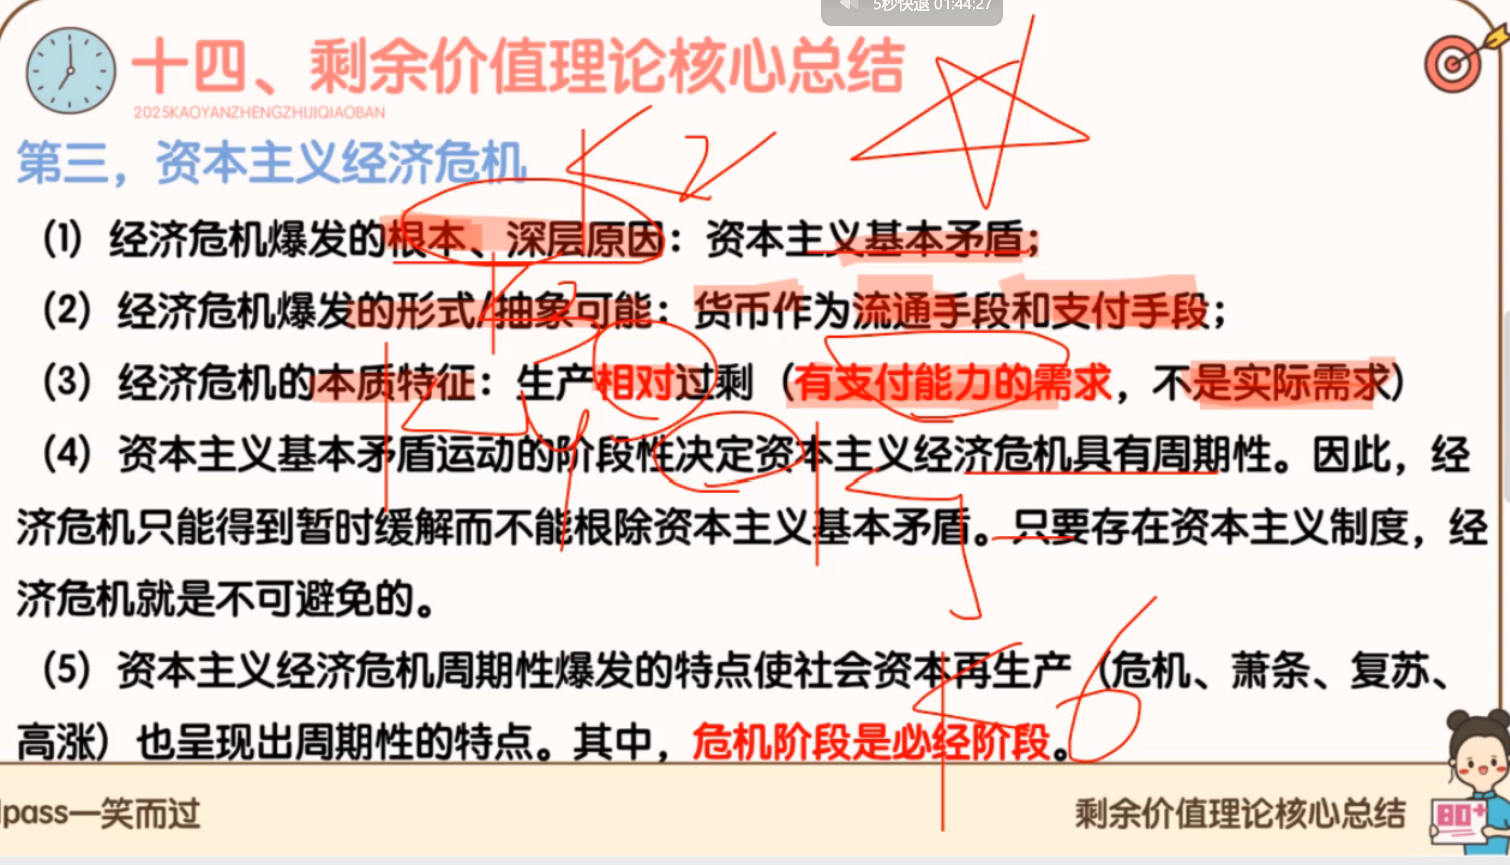 5秒快退 01:44:27
十四、剩余价值理论核心总结
2025KAOYANZHENGZHIJIQIAOBAN
第三，资本主义经济危机
K2
（1）经济危机爆发的根本、深层原因：资本主义基本矛盾；
K3
（2）经济危机爆发的形式/抽象可能：货币作为流通手段和支付手段；
（3）经济危机的本质特征：生产相对过剩（有支付能力的需求，不是实际需求）
K4
（4）资本主义基本矛盾运动的阶段性决定资本主义经济危机具有周期性。因此，经
K5
济危机只能得到暂时缓解而不能根除资本主义基本矛盾。只要存在资本主义制度，经
济危机就是不可避免的。
K6
（5）资本主义经济危机周期性爆发的特点使社会资本再生产（危机、萧条、复苏、
高涨）也呈现出周期性的特点。其中，危机阶段是必经阶段。
lpass—笑而过
剩余价值理论核心总结
80+